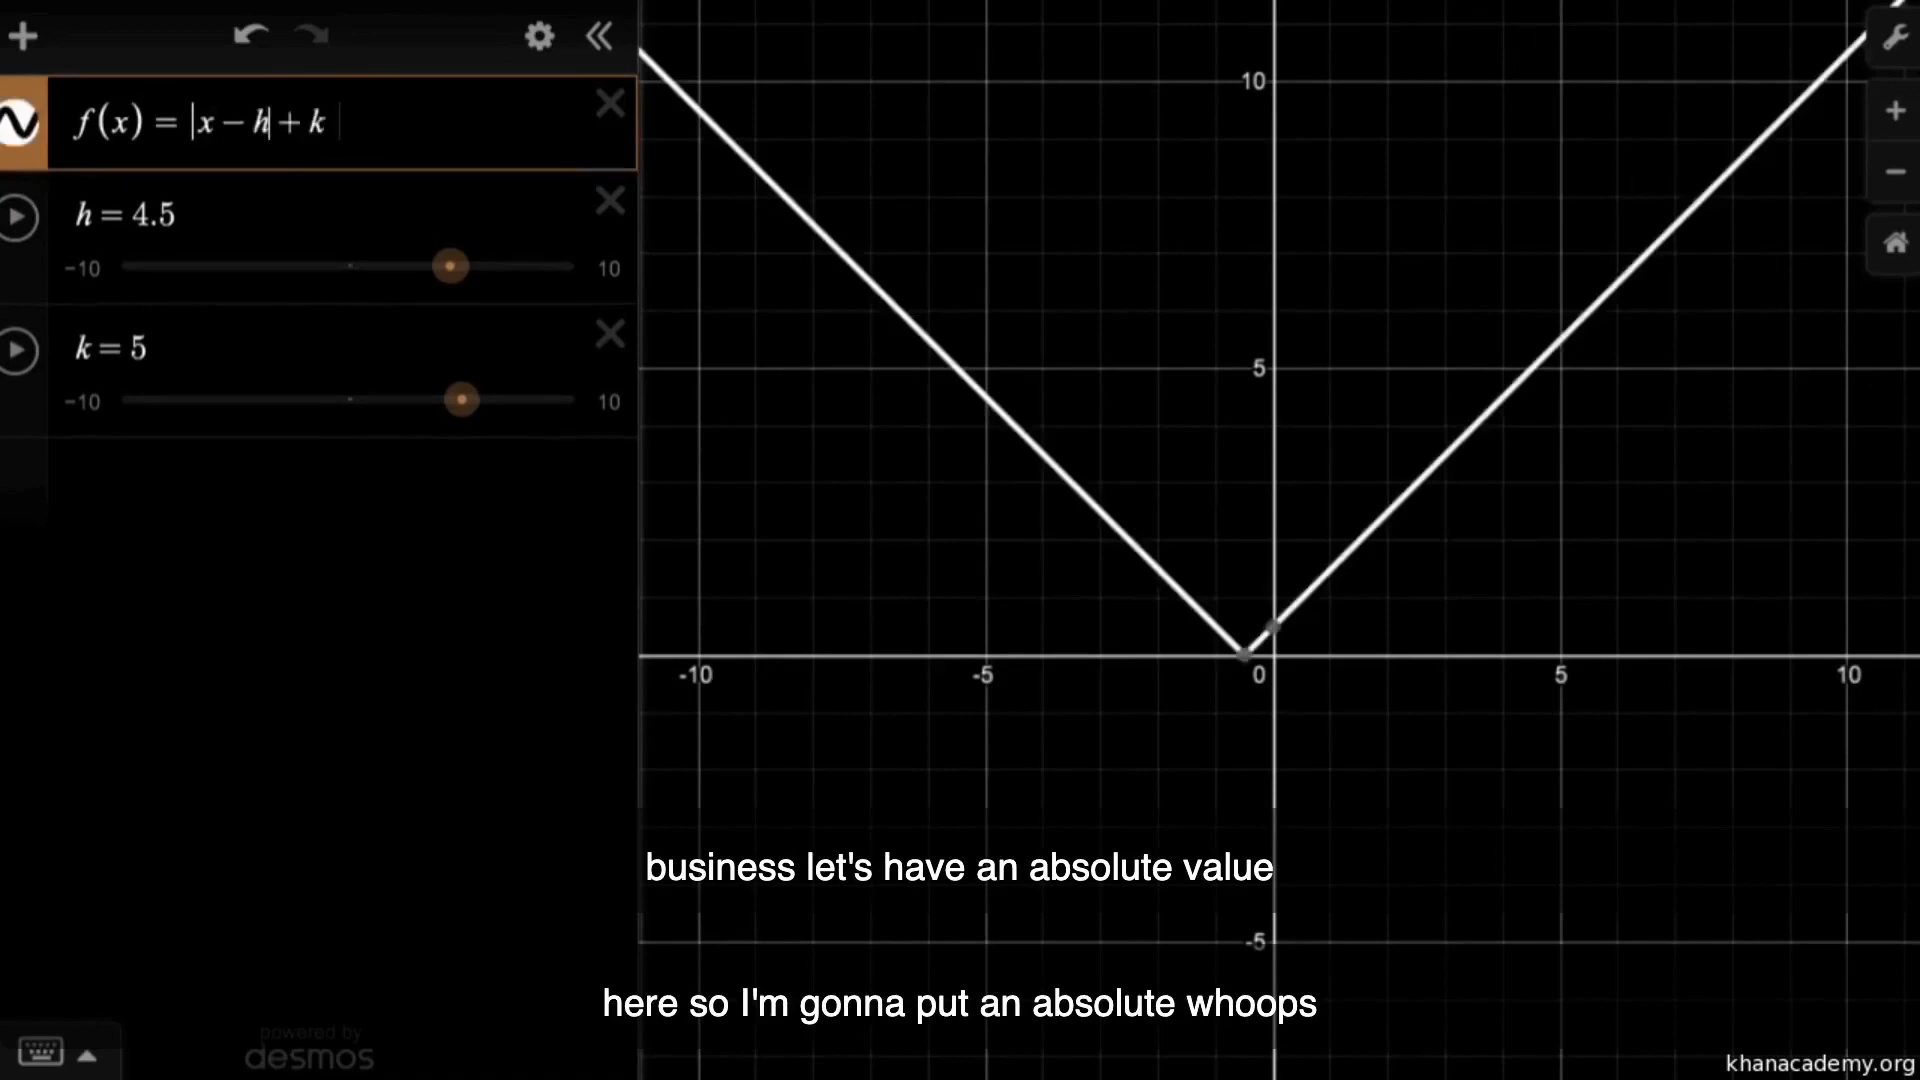 f(x) = |x − h| + k
h = 4.5
−10 10
k = 5
−10 10
10
5
-10 -5 0 5 10
-5
business let's have an absolute value
here so I'm gonna put an absolute whoops
powered by
desmos
khanacademy.org